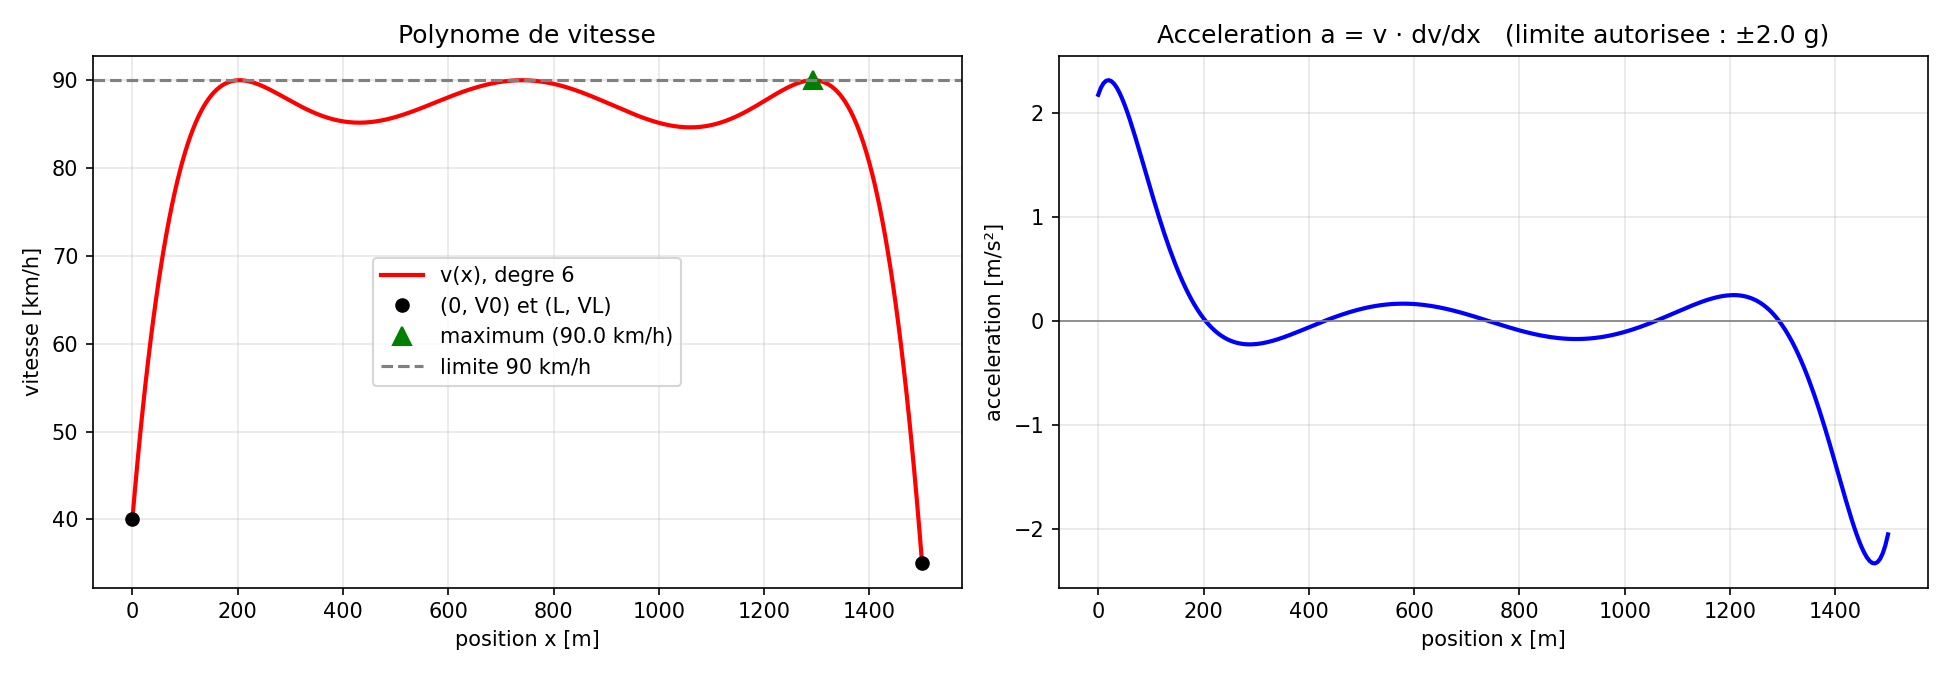 Polynome de vitesse
vitesse [km/h]
90
80
70
60
50
40
v(x), degre 6
(0, V0) et (L, VL)
maximum (90.0 km/h)
limite 90 km/h
0 200 400 600 800 1000 1200 1400
position x [m]
Acceleration a = v · dv/dx (limite autorisee : ±2.0 g)
acceleration [m/s²]
2
1
0
−1
−2
0 200 400 600 800 1000 1200 1400
position x [m]